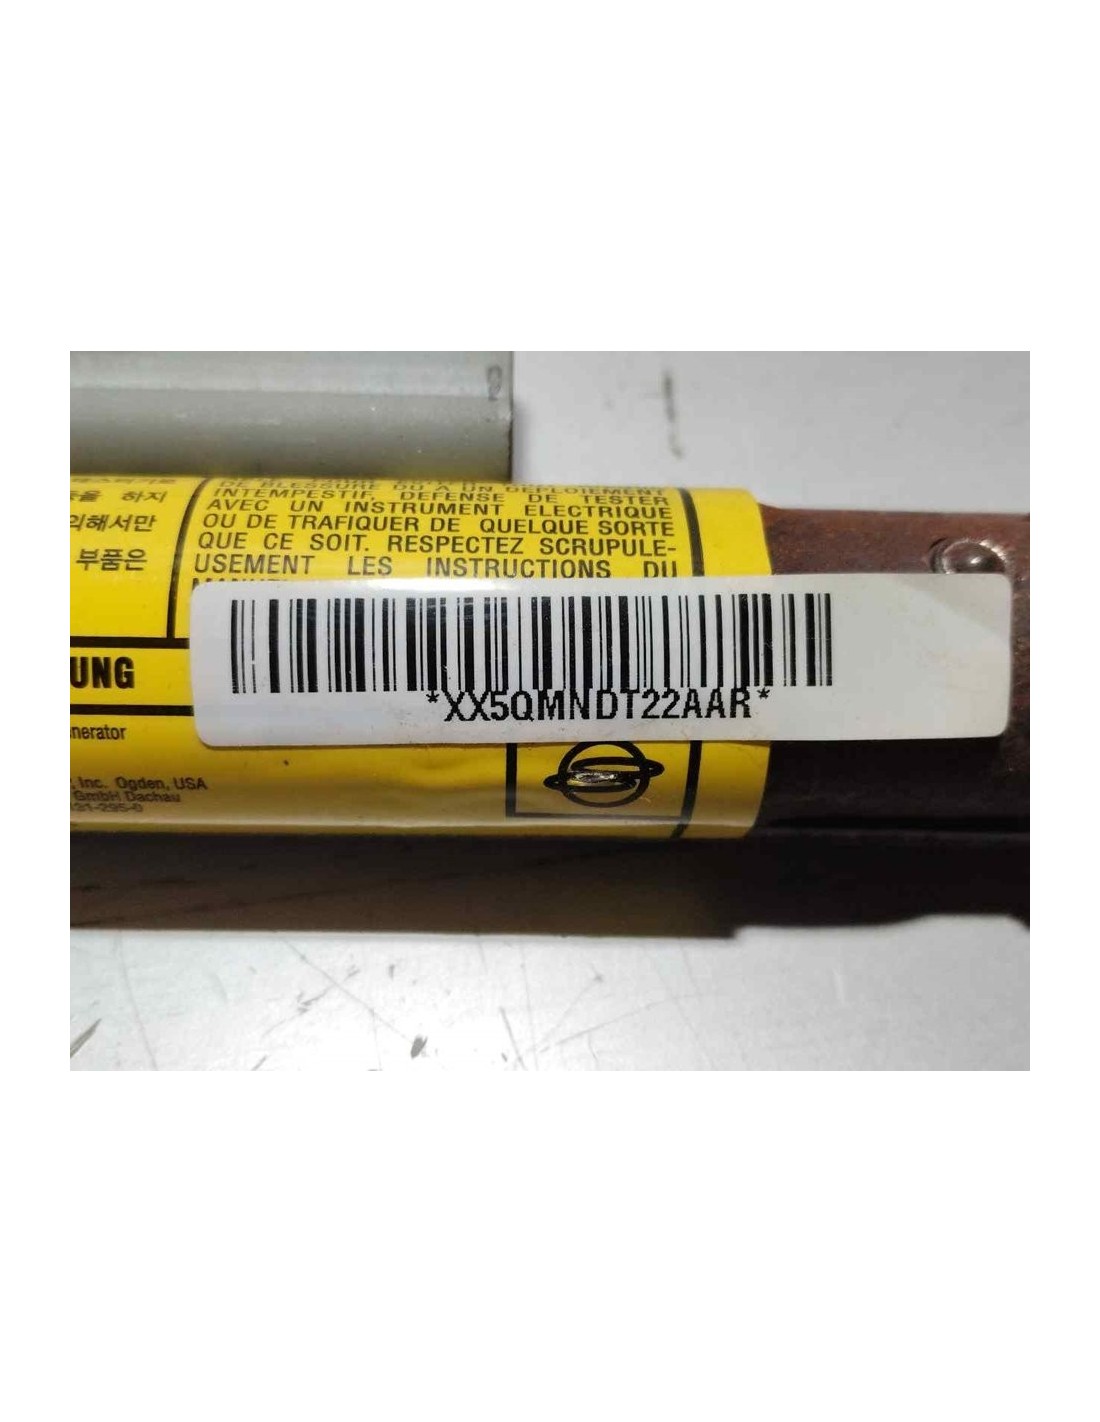 을 하지
의해서만
부품은
DE BLESSURE DU A UN DEPLOIEMENT
INTEMPESTIF. DEFENSE DE TESTER
AVEC UN INSTRUMENT ELECTRIQUE
OU DE TRAFIQUER DE QUELQUE SORTE
QUE CE SOIT. RESPECTEZ SCRUPULE-
USEMENT LES INSTRUCTIONS DU
UNG
nerator
, Inc. Ogden, USA
GmbH Dachau
*XX5QMNDT22AAR*